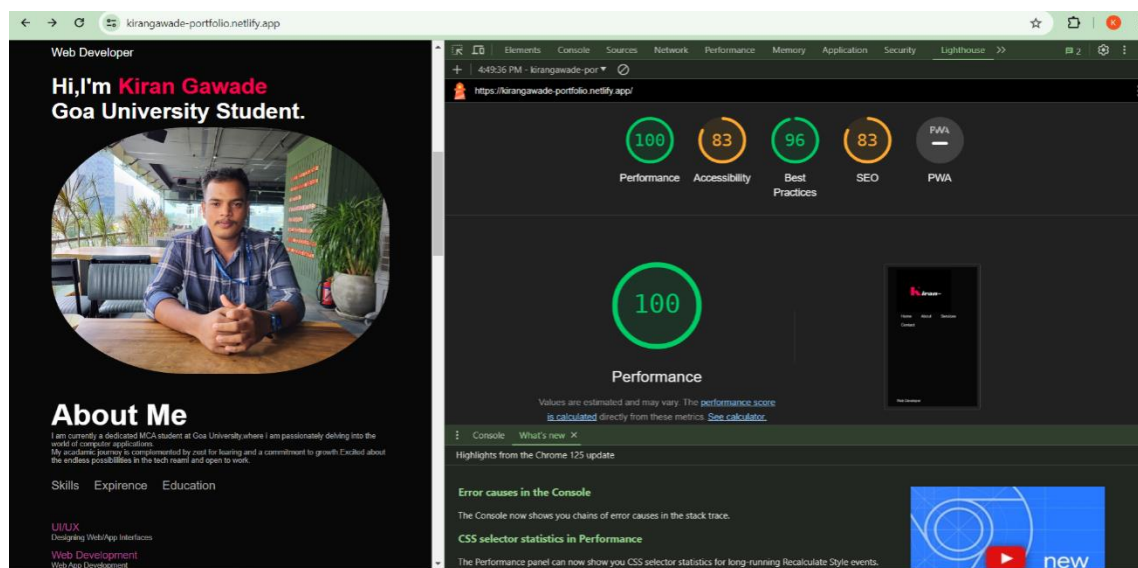 kirangawade-portfolio.netlify.app
K
Web Developer
Hi,I'm Kiran Gawade
Goa University Student.
About Me
I am currently a dedicated MCA student at Goa University,where i am passionately delving into the
world of computer applications.
My acadamic journey is complomented by zest for learing and a commitment to growth Excited about
the endless possibilities in the tech reaml and open to work.
Skills Expirence Education
UI/UX
Designing Web/App Interfaces
Web Development
Web App Development
Elements Console Sources Network Performance Memory Application Security Lighthouse >> 2
4:49:36 PM - kirangawade-por
https://kirangawade-portfolio.netlify.app/
100 83 96 83 PWA
Performance Accessibility Best Practices SEO PWA
100
Performance
Values are estimated and may vary. The performance score
is calculated directly from these metrics. See calculator.
Kiran
Home About Services
Contact
Web Developer
Console What's new ×
Highlights from the Chrome 125 update
Error causes in the Console
The Console now shows you chains of error causes in the stack trace.
CSS selector statistics in Performance
The Performance panel can now show you CSS selector statistics for long-running Recalculate Style events.
new